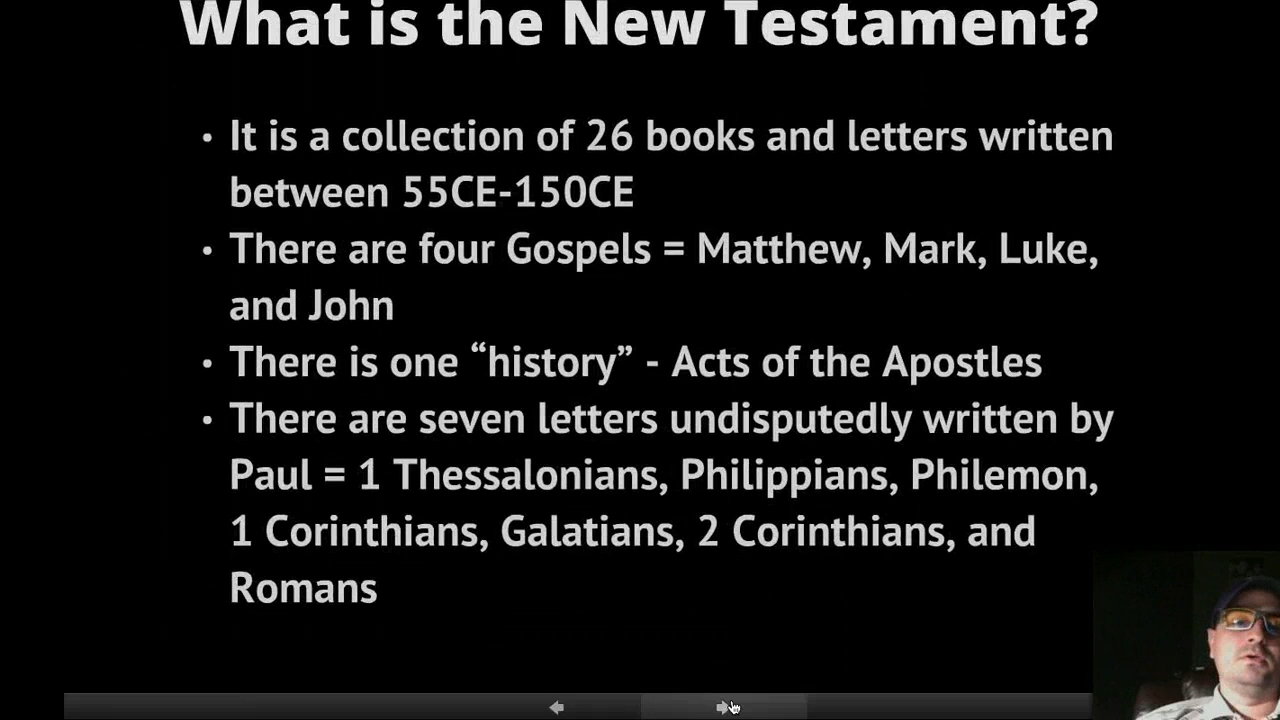 What is the New Testament?
• It is a collection of 26 books and letters written
between 55CE-150CE
• There are four Gospels = Matthew, Mark, Luke,
and John
• There is one “history” - Acts of the Apostles
• There are seven letters undisputedly written by
Paul = 1 Thessalonians, Philippians, Philemon,
1 Corinthians, Galatians, 2 Corinthians, and
Romans